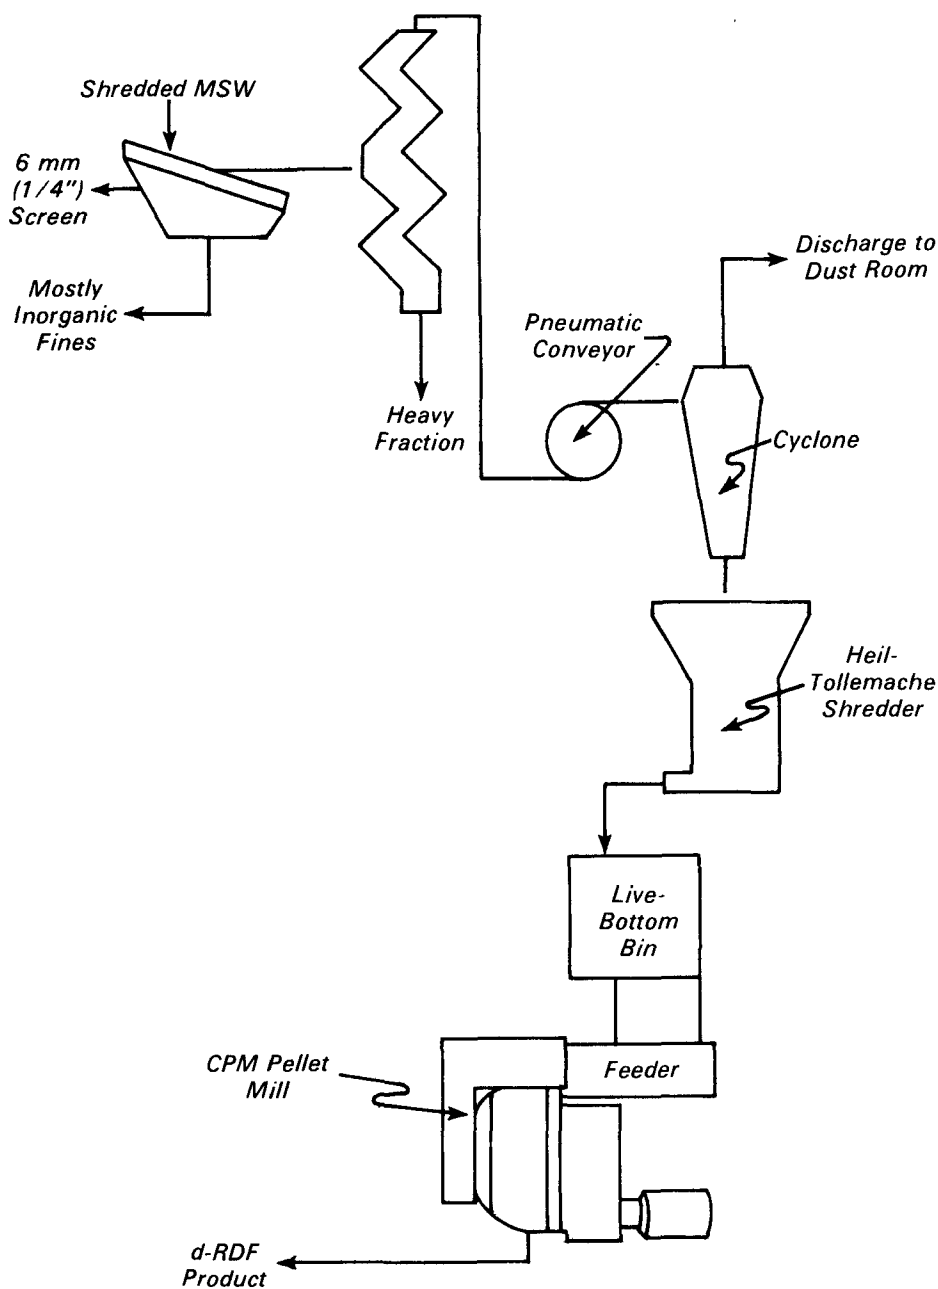 Shredded MSW
6 mm
(1/4")
Screen
Mostly
Inorganic
Fines
Heavy
Fraction
Pneumatic
Conveyor
Discharge to
Dust Room
Cyclone
Heil-
Tollemache
Shredder
Live-
Bottom
Bin
Feeder
CPM Pellet
Mill
d-RDF
Product